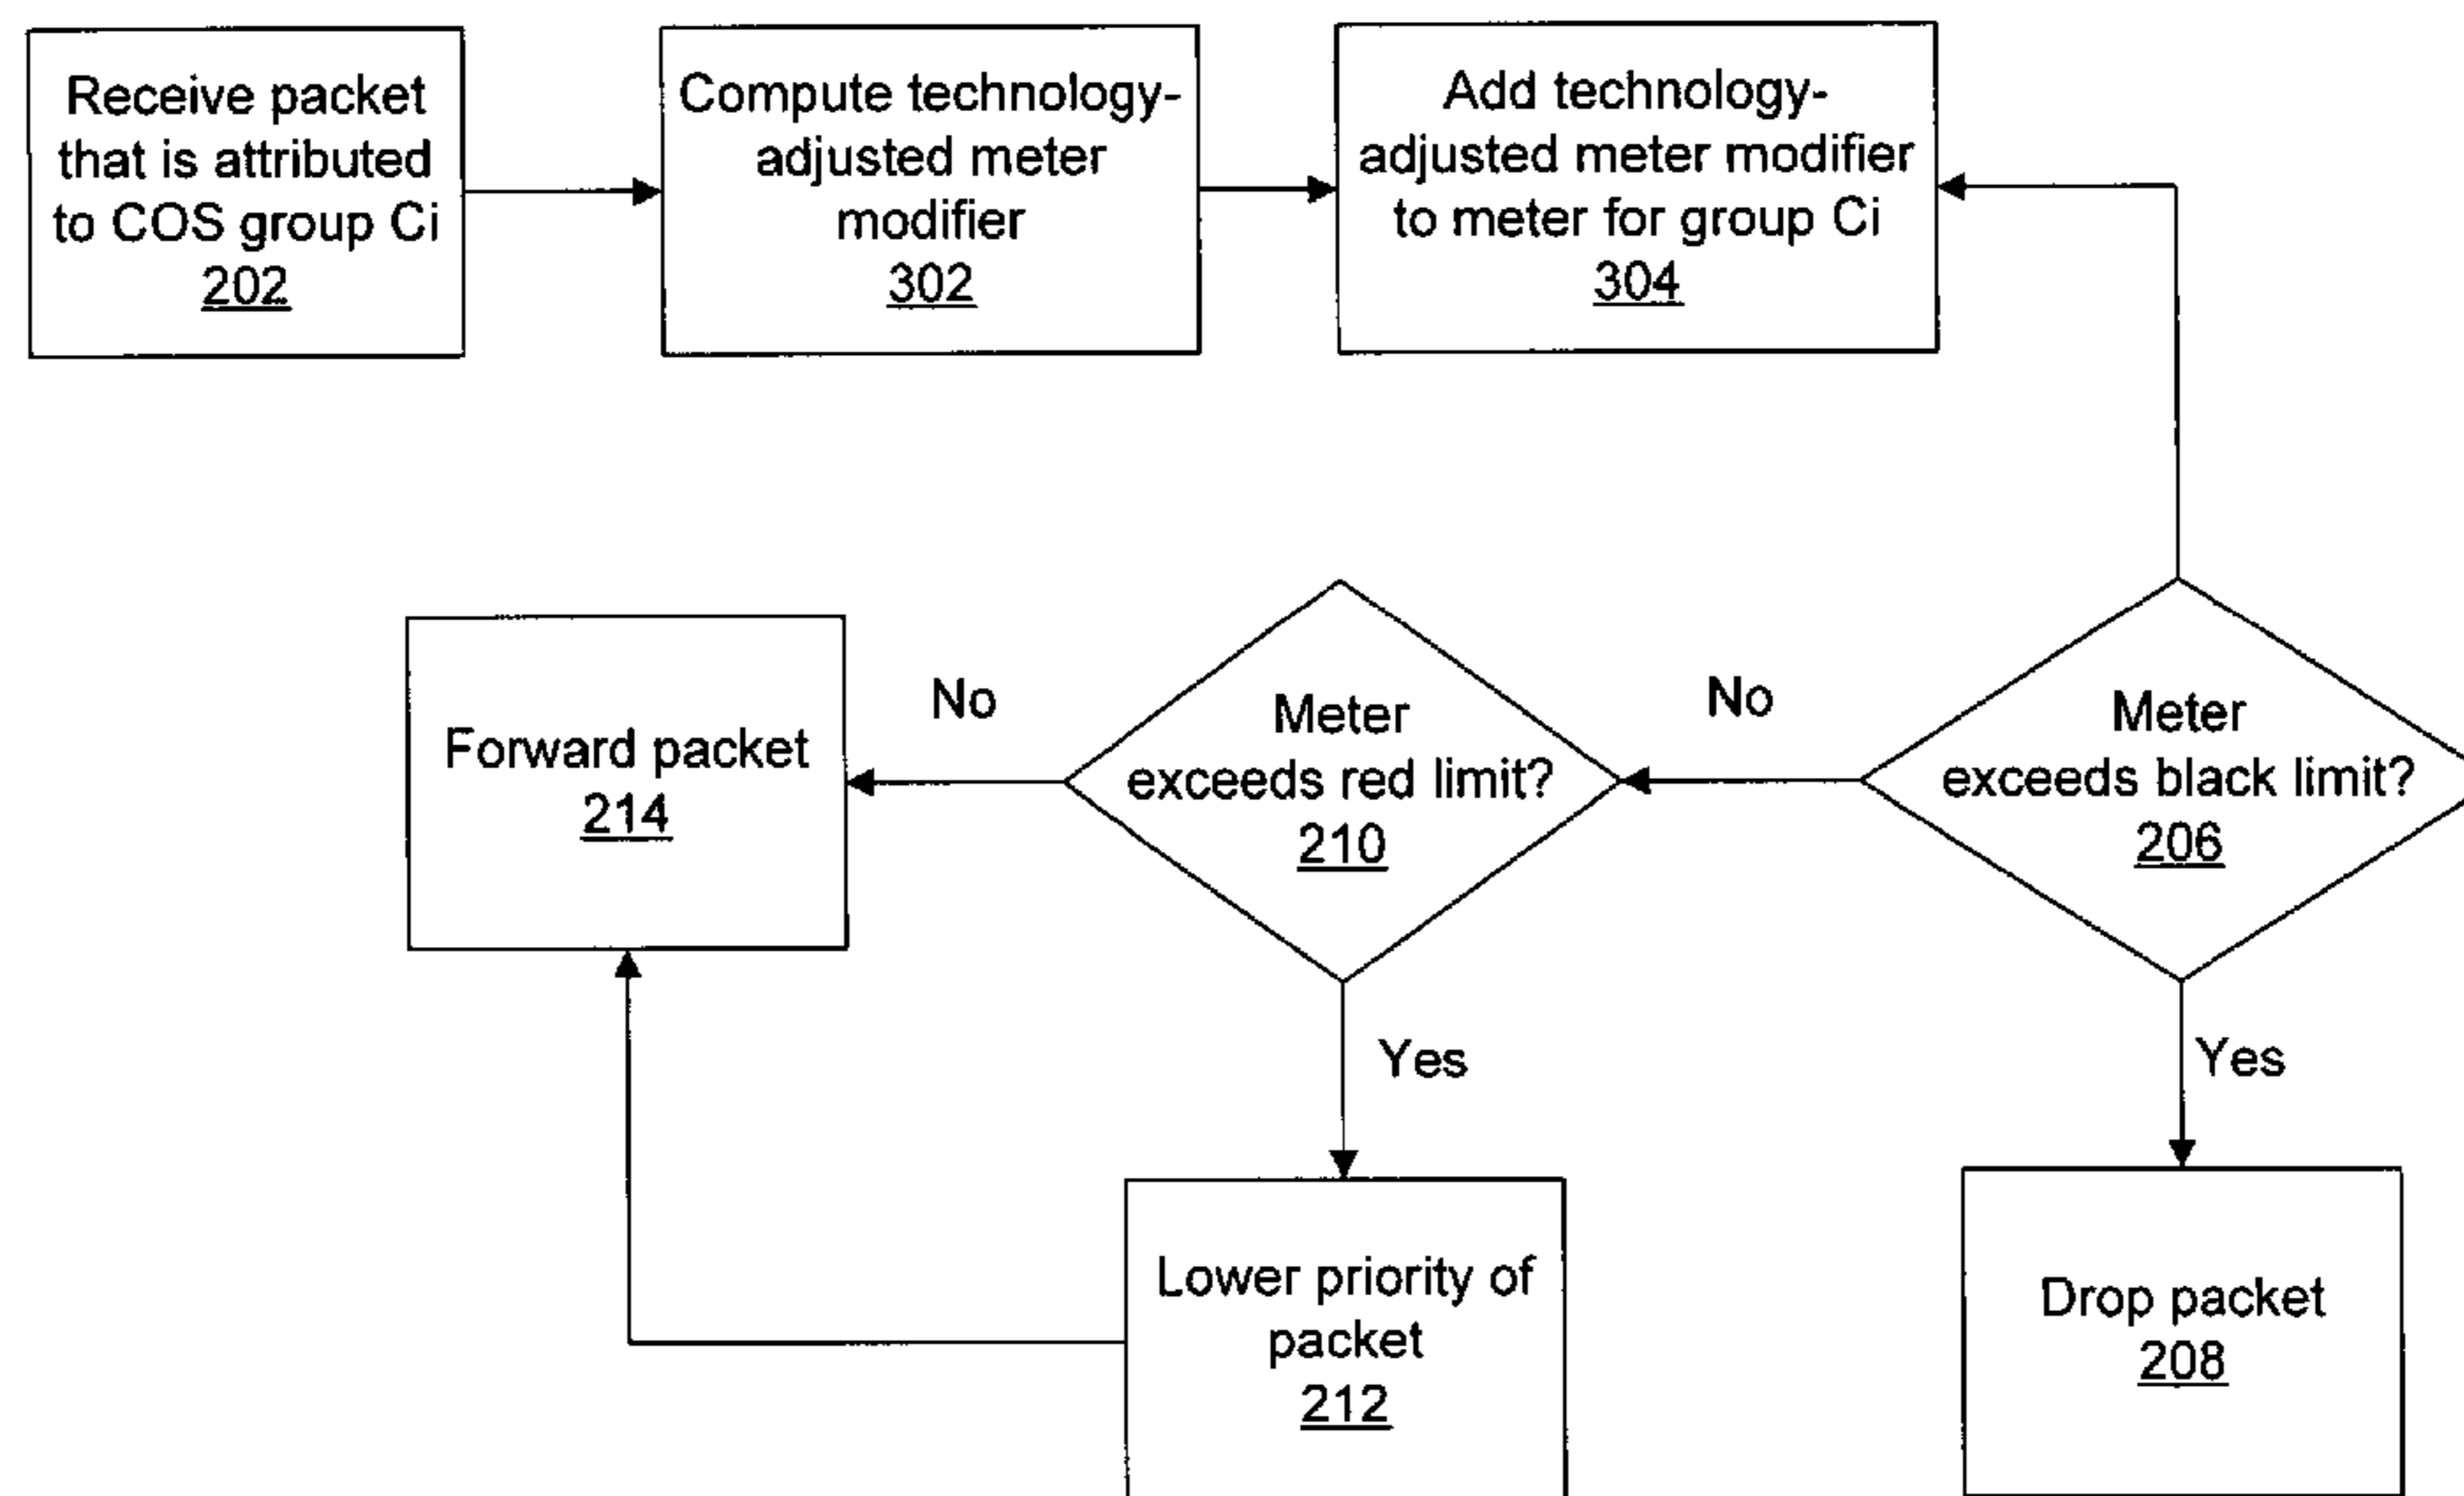 Receive packet
that is attributed
to COS group Ci
202
Compute technology-
adjusted meter
modifier
302
Add technology-
adjusted meter modifier
to meter for group Ci
304
Forward packet
214
No
Meter
exceeds red limit?
210
No
Meter
exceeds black limit?
206
Yes
Yes
Lower priority of
packet
212
Drop packet
208